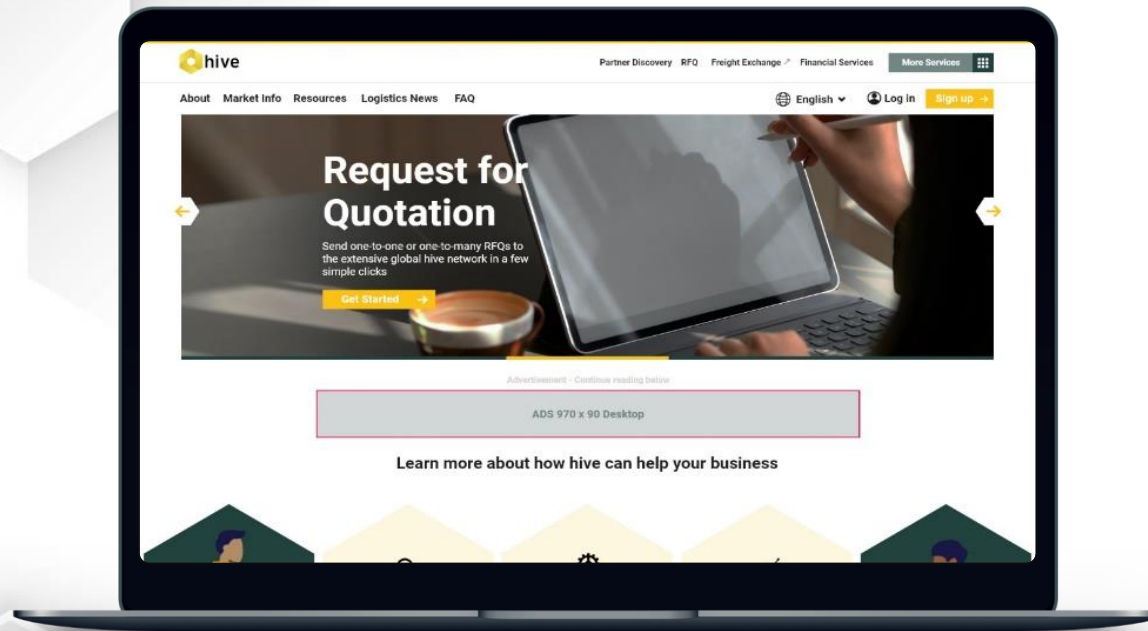 hive
Partner Discovery RFQ Freight Exchange Financial Services More Services
About Market Info Resources Logistics News FAQ English Log in Sign up
Request for
Quotation
Send one-to-one or one-to-many RFQs to
the extensive global hive network in a few
simple clicks
Get Started
Advertisement - Continue reading below
ADS 970 x 90 Desktop
Learn more about how hive can help your business